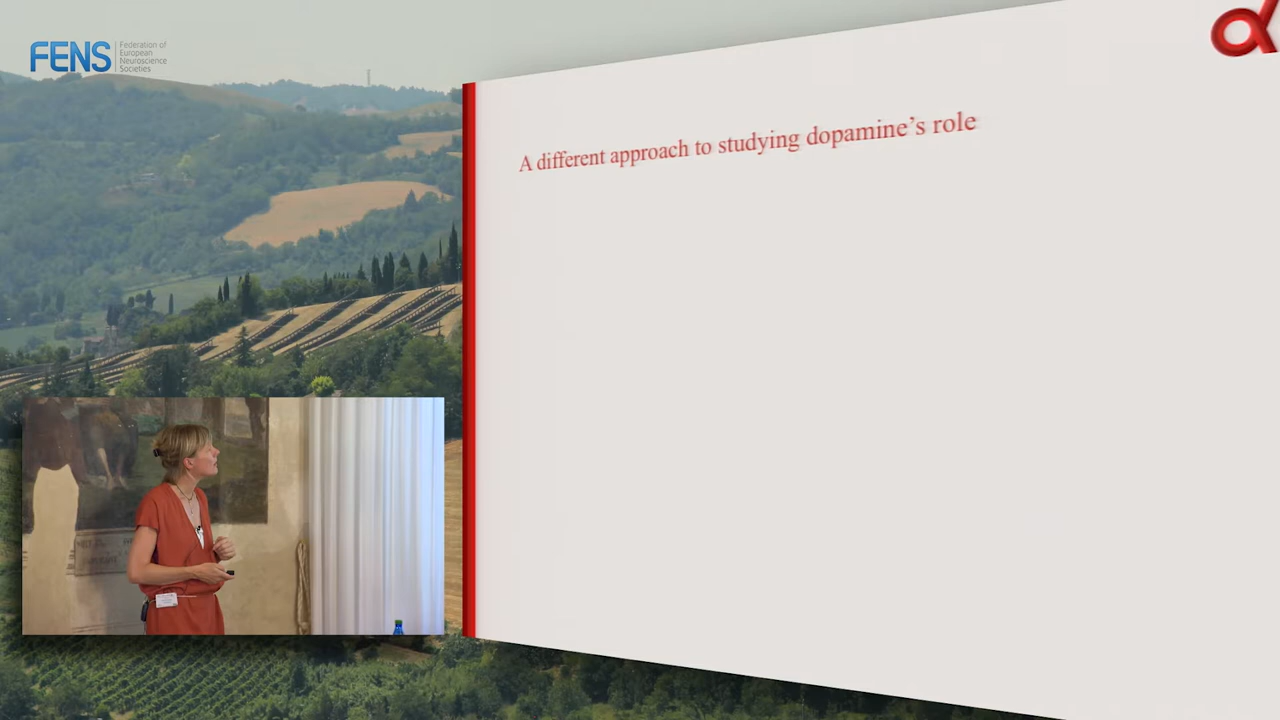 FENS
Federation of
European
Neuroscience
Societies
A different approach to studying dopamine's role
α